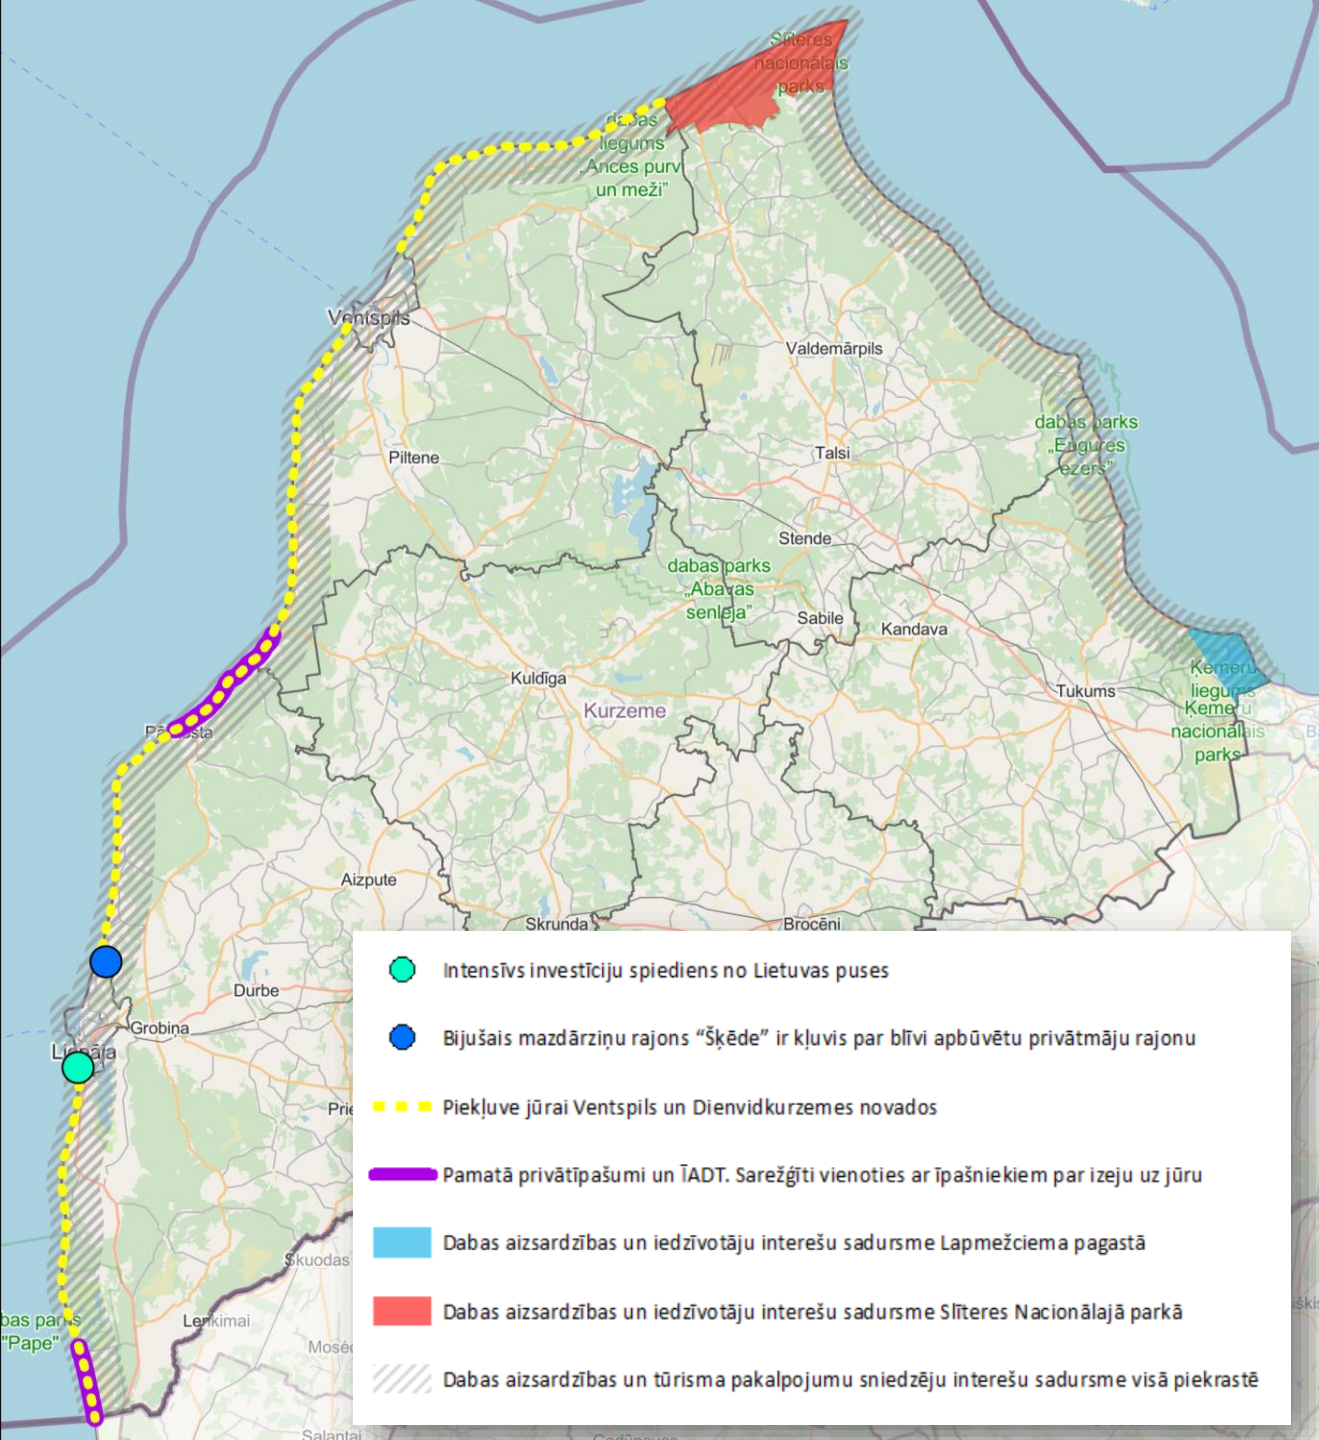 Slīteres
nacionālais
parks
dabas
liegums
„Ances purvi
un meži”
Ventspils
Valdemārpils
dabas parks
„Engures
ezers”
Piltene
Talsi
Stende
dabas parks
„Abavas
senleja”
Sabile
Kandava
Kuldīga
Kurzeme
Tukums
Ķemeru
liegums
Ķemeru
nacionālais
parks
Pāvilosta
Aizpute
Skrunda
Brocēni
Durbe
Grobiņa
Liepāja
Prie
Skuodas
Lenkimai
bas parks
"Pape"
Mosėd
Salantai
Intensīvs investīciju spiediens no Lietuvas puses
Bijušais mazdārziņu rajons “Šķēde” ir kļuvis par blīvi apbūvētu privātmāju rajonu
Piekļuve jūrai Ventspils un Dienvidkurzemes novados
Pamatā privātīpašumi un ĪADT. Sarežģīti vienoties ar īpašniekiem par izeju uz jūru
Dabas aizsardzības un iedzīvotāju interešu sadursme Lapmežciema pagastā
Dabas aizsardzības un iedzīvotāju interešu sadursme Slīteres Nacionālajā parkā
Dabas aizsardzības un tūrisma pakalpojumu sniedzēju interešu sadursme visā piekrastē